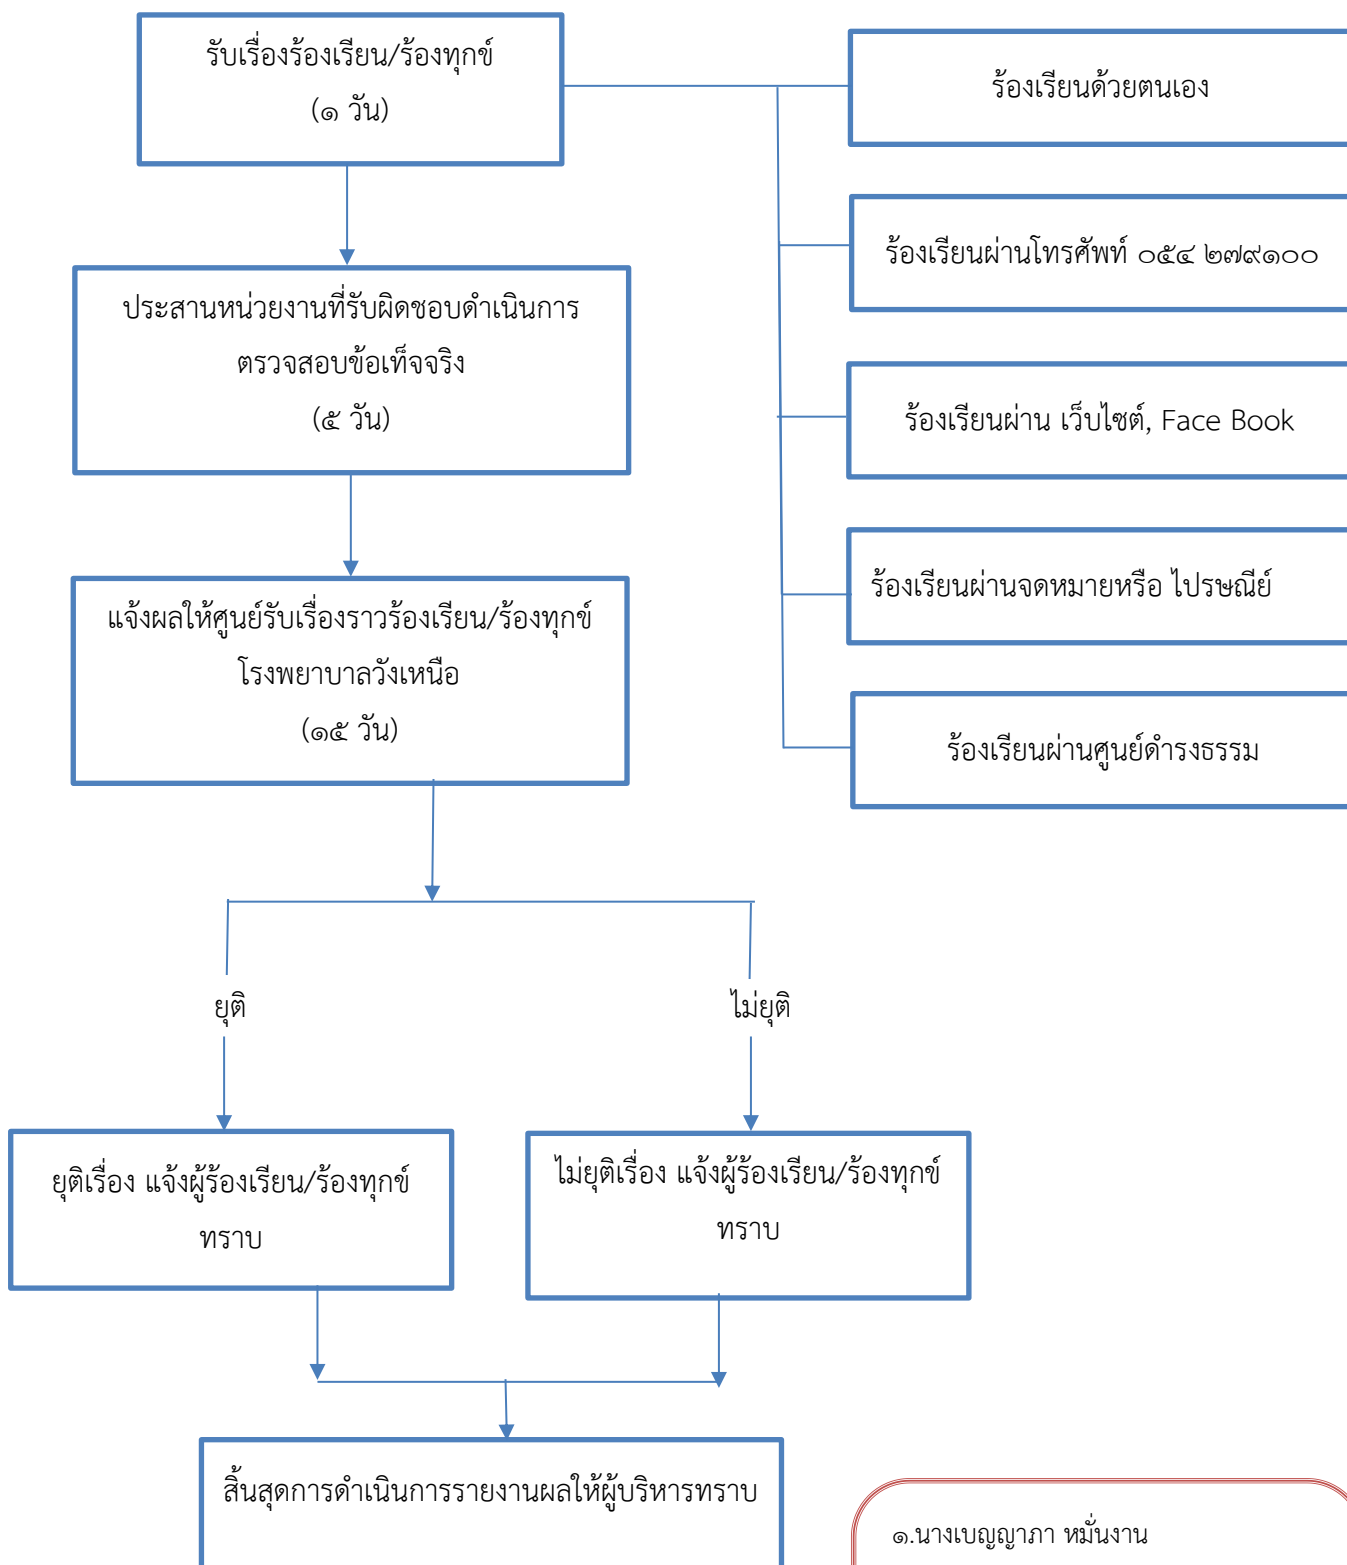 รับเรื่องร้องเรียน/ร้องทุกข์
(๑ วัน)
ร้องเรียนด้วยตนเอง
ร้องเรียนผ่านโทรศัพท์ ๐๕๔ ๒๗๙๑๐๐
ประสานหน่วยงานที่รับผิดชอบดำเนินการ
ตรวจสอบข้อเท็จจริง
(๕ วัน)
ร้องเรียนผ่าน เว็บไซต์, Face Book
ร้องเรียนผ่านจดหมายหรือ ไปรษณีย์
แจ้งผลให้ศูนย์รับเรื่องราวร้องเรียน/ร้องทุกข์
โรงพยาบาลวังเหนือ
(๑๕ วัน)
ร้องเรียนผ่านศูนย์ดำรงธรรม
ยุติ
ไม่ยุติ
ยุติเรื่อง แจ้งผู้ร้องเรียน/ร้องทุกข์
ทราบ
ไม่ยุติเรื่อง แจ้งผู้ร้องเรียน/ร้องทุกข์
ทราบ
สิ้นสุดการดำเนินการรายงานผลให้ผู้บริหารทราบ
๑.นางเบญญาภา หมั่นงาน